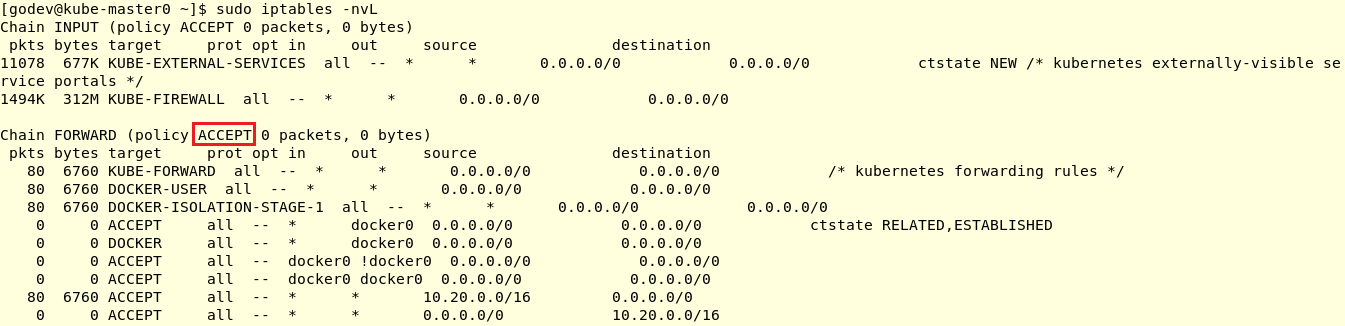 [godev@kube-master0 ~]$ sudo iptables -nvL
Chain INPUT (policy ACCEPT 0 packets, 0 bytes)
 pkts bytes target     prot opt in     out     source               destination
11078  677K KUBE-EXTERNAL-SERVICES  all  --  *      *       0.0.0.0/0            0.0.0.0/0            ctstate NEW /* kubernetes externally-visible se
rvice portals */
1494K  312M KUBE-FIREWALL  all  --  *      *       0.0.0.0/0            0.0.0.0/0
Chain FORWARD (policy ACCEPT 0 packets, 0 bytes)
 pkts bytes target     prot opt in     out     source               destination
   80  6760 KUBE-FORWARD  all  --  *      *       0.0.0.0/0            0.0.0.0/0            /* kubernetes forwarding rules */
   80  6760 DOCKER-USER  all  --  *      *       0.0.0.0/0            0.0.0.0/0
   80  6760 DOCKER-ISOLATION-STAGE-1  all  --  *      *       0.0.0.0/0            0.0.0.0/0
    0     0 ACCEPT     all  --  *      docker0  0.0.0.0/0            0.0.0.0/0            ctstate RELATED,ESTABLISHED
    0     0 DOCKER     all  --  *      docker0  0.0.0.0/0            0.0.0.0/0
    0     0 ACCEPT     all  --  docker0 !docker0  0.0.0.0/0            0.0.0.0/0
    0     0 ACCEPT     all  --  docker0 docker0  0.0.0.0/0            0.0.0.0/0
   80  6760 ACCEPT     all  --  *      *       10.20.0.0/16         0.0.0.0/0
    0     0 ACCEPT     all  --  *      *       0.0.0.0/0            10.20.0.0/16